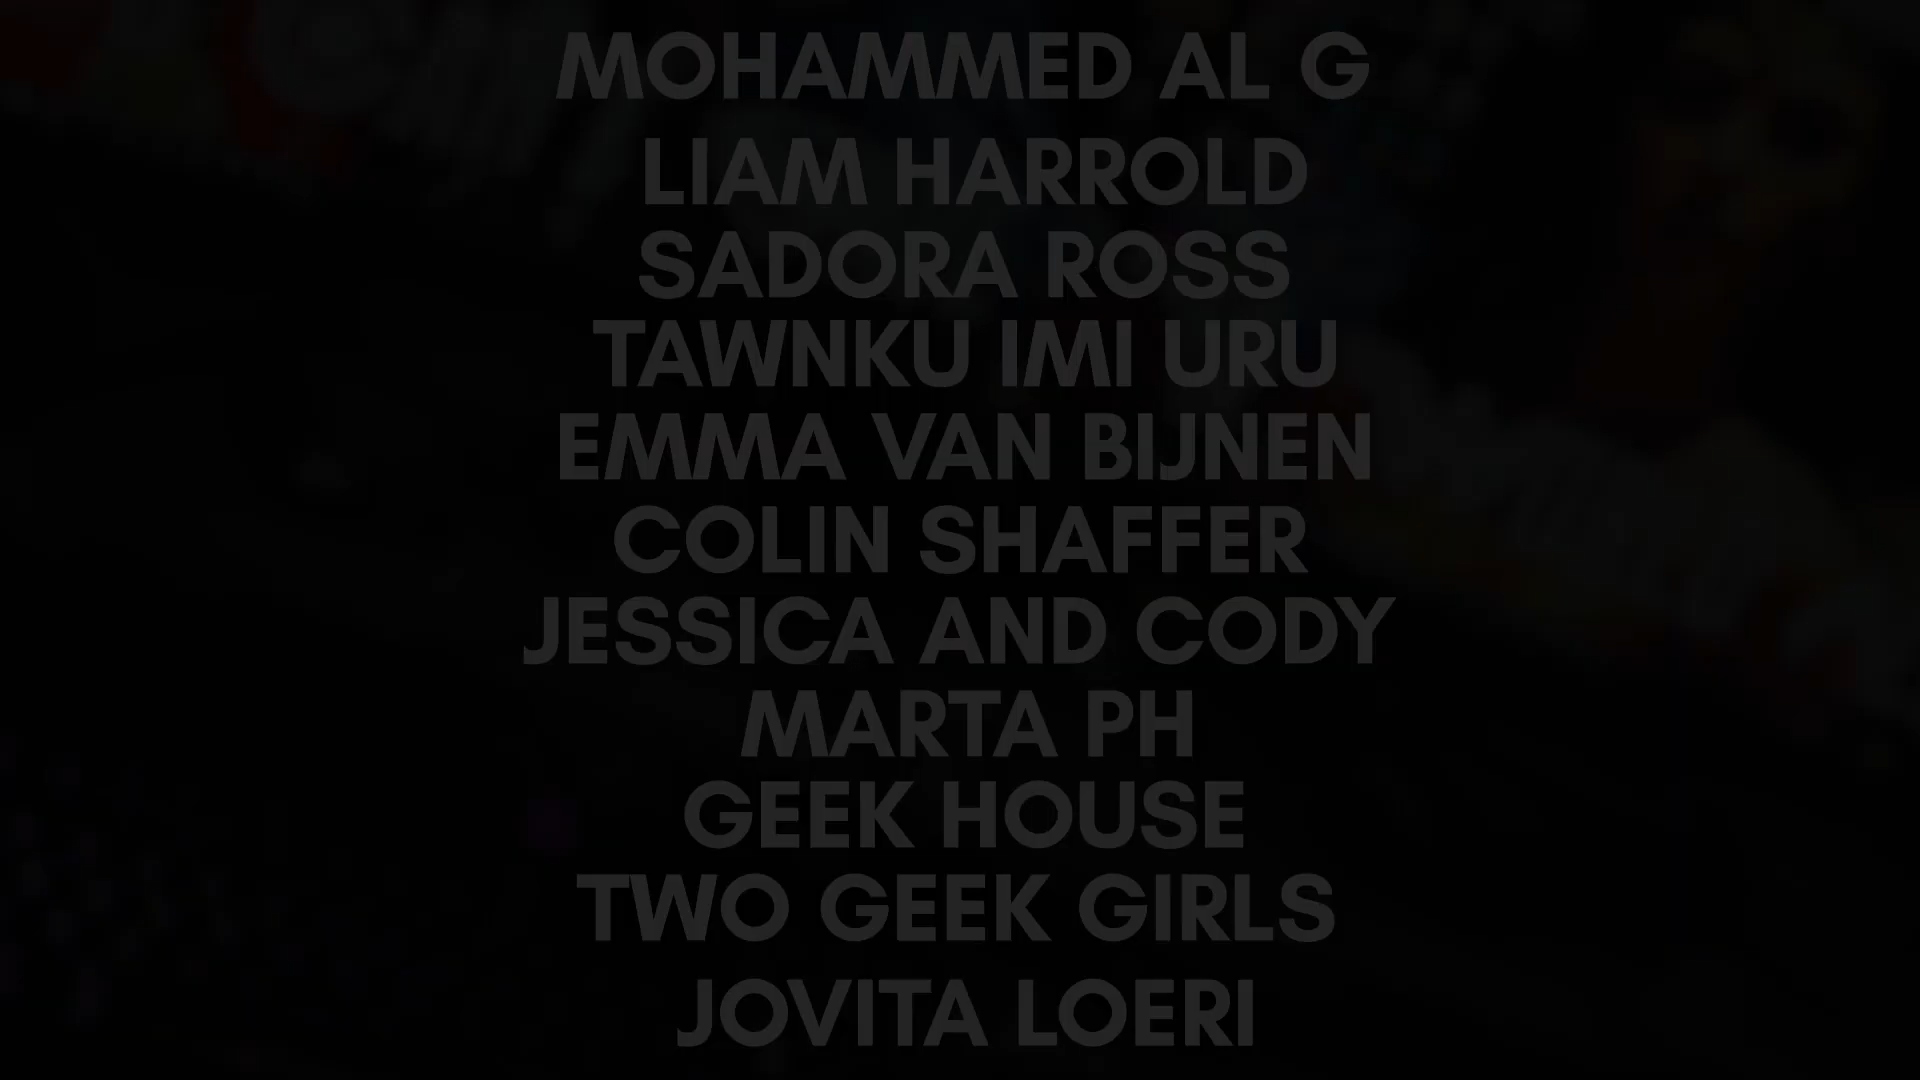 MOHAMMED AL G
LIAM HARROLD
SADORA ROSS
TAWNKU IMI URU
EMMA VAN BIJNEN
COLIN SHAFFER
JESSICA AND CODY
MARTA PH
GEEK HOUSE
TWO GEEK GIRLS
JOVITA LOERI